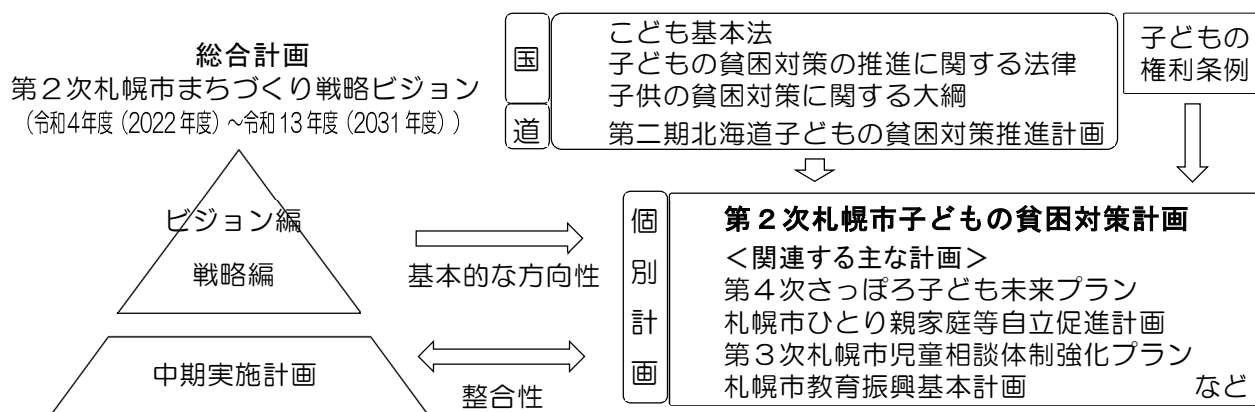 総合計画
第２次札幌市まちづくり戦略ビジョン
（令和４年度（2022年度）～令和13年度（2031年度））
ビジョン編
戦略編
中期実施計画
基本的な方向性
整合性
国
こども基本法
子どもの貧困対策の推進に関する法律
子供の貧困対策に関する大綱
道
第二期北海道子どもの貧困対策推進計画
子どもの
権利条例
個別計画
第２次札幌市子どもの貧困対策計画
＜関連する主な計画＞
第４次さっぽろ子ども未来プラン
札幌市ひとり親家庭等自立促進計画
第３次札幌市児童相談体制強化プラン
札幌市教育振興基本計画　など